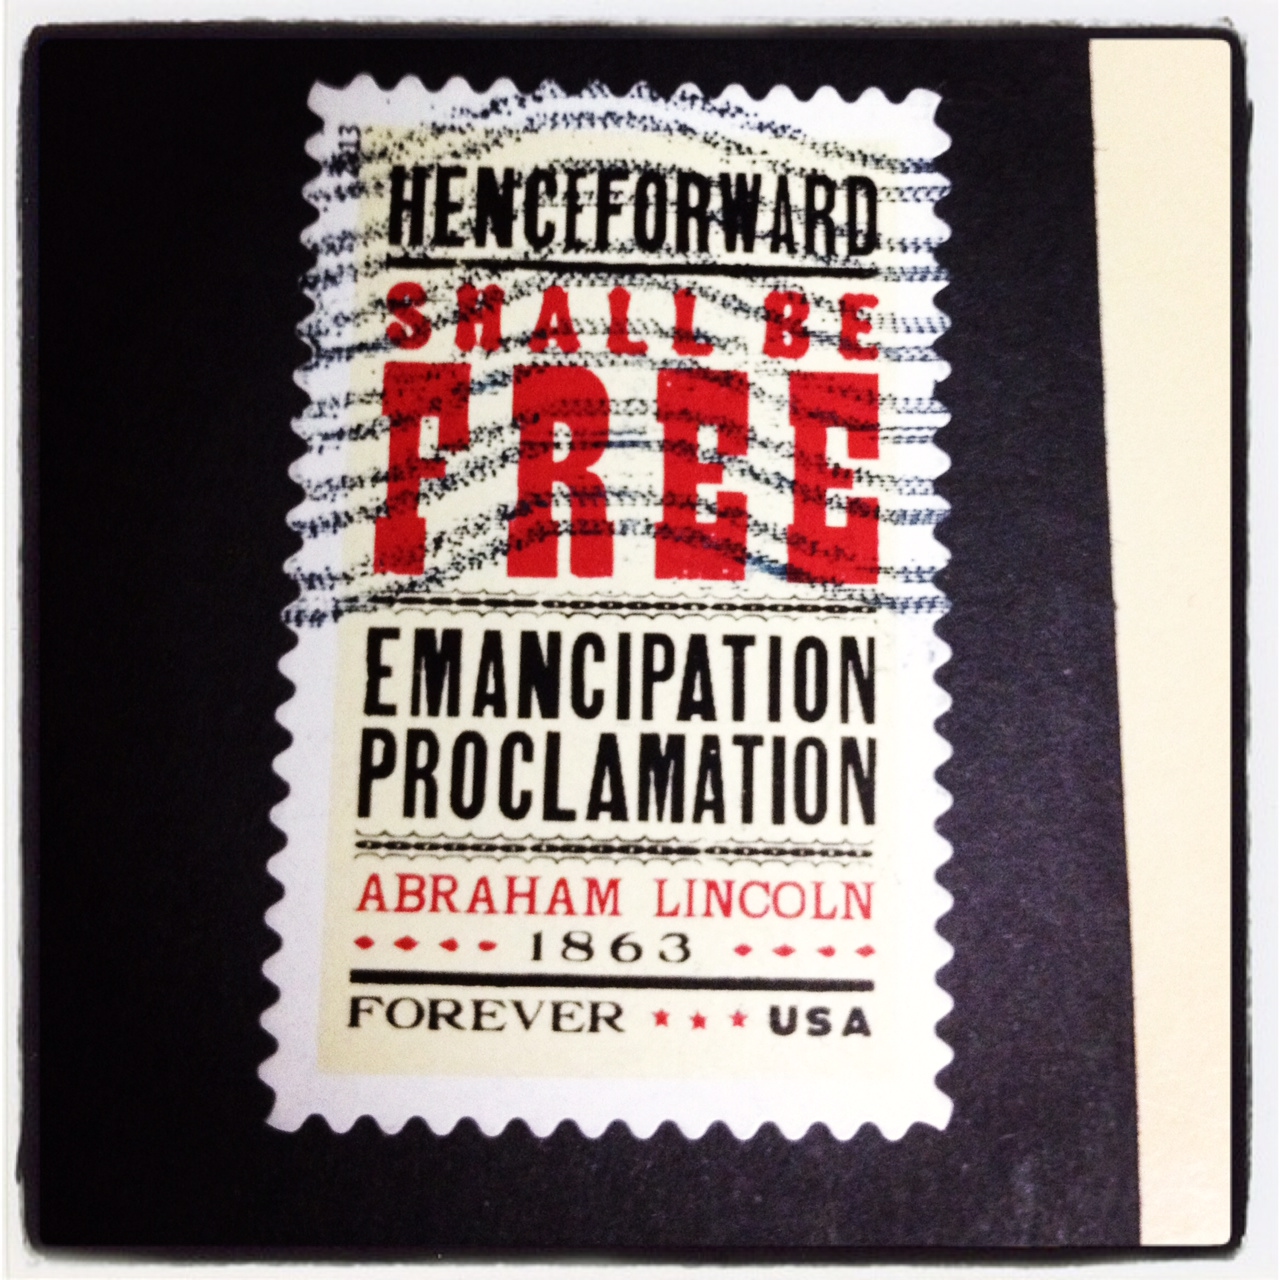 HENCEFORWARD
SHALL BE
FREE
EMANCIPATION
PROCLAMATION
ABRAHAM LINCOLN
1863
FOREVER USA